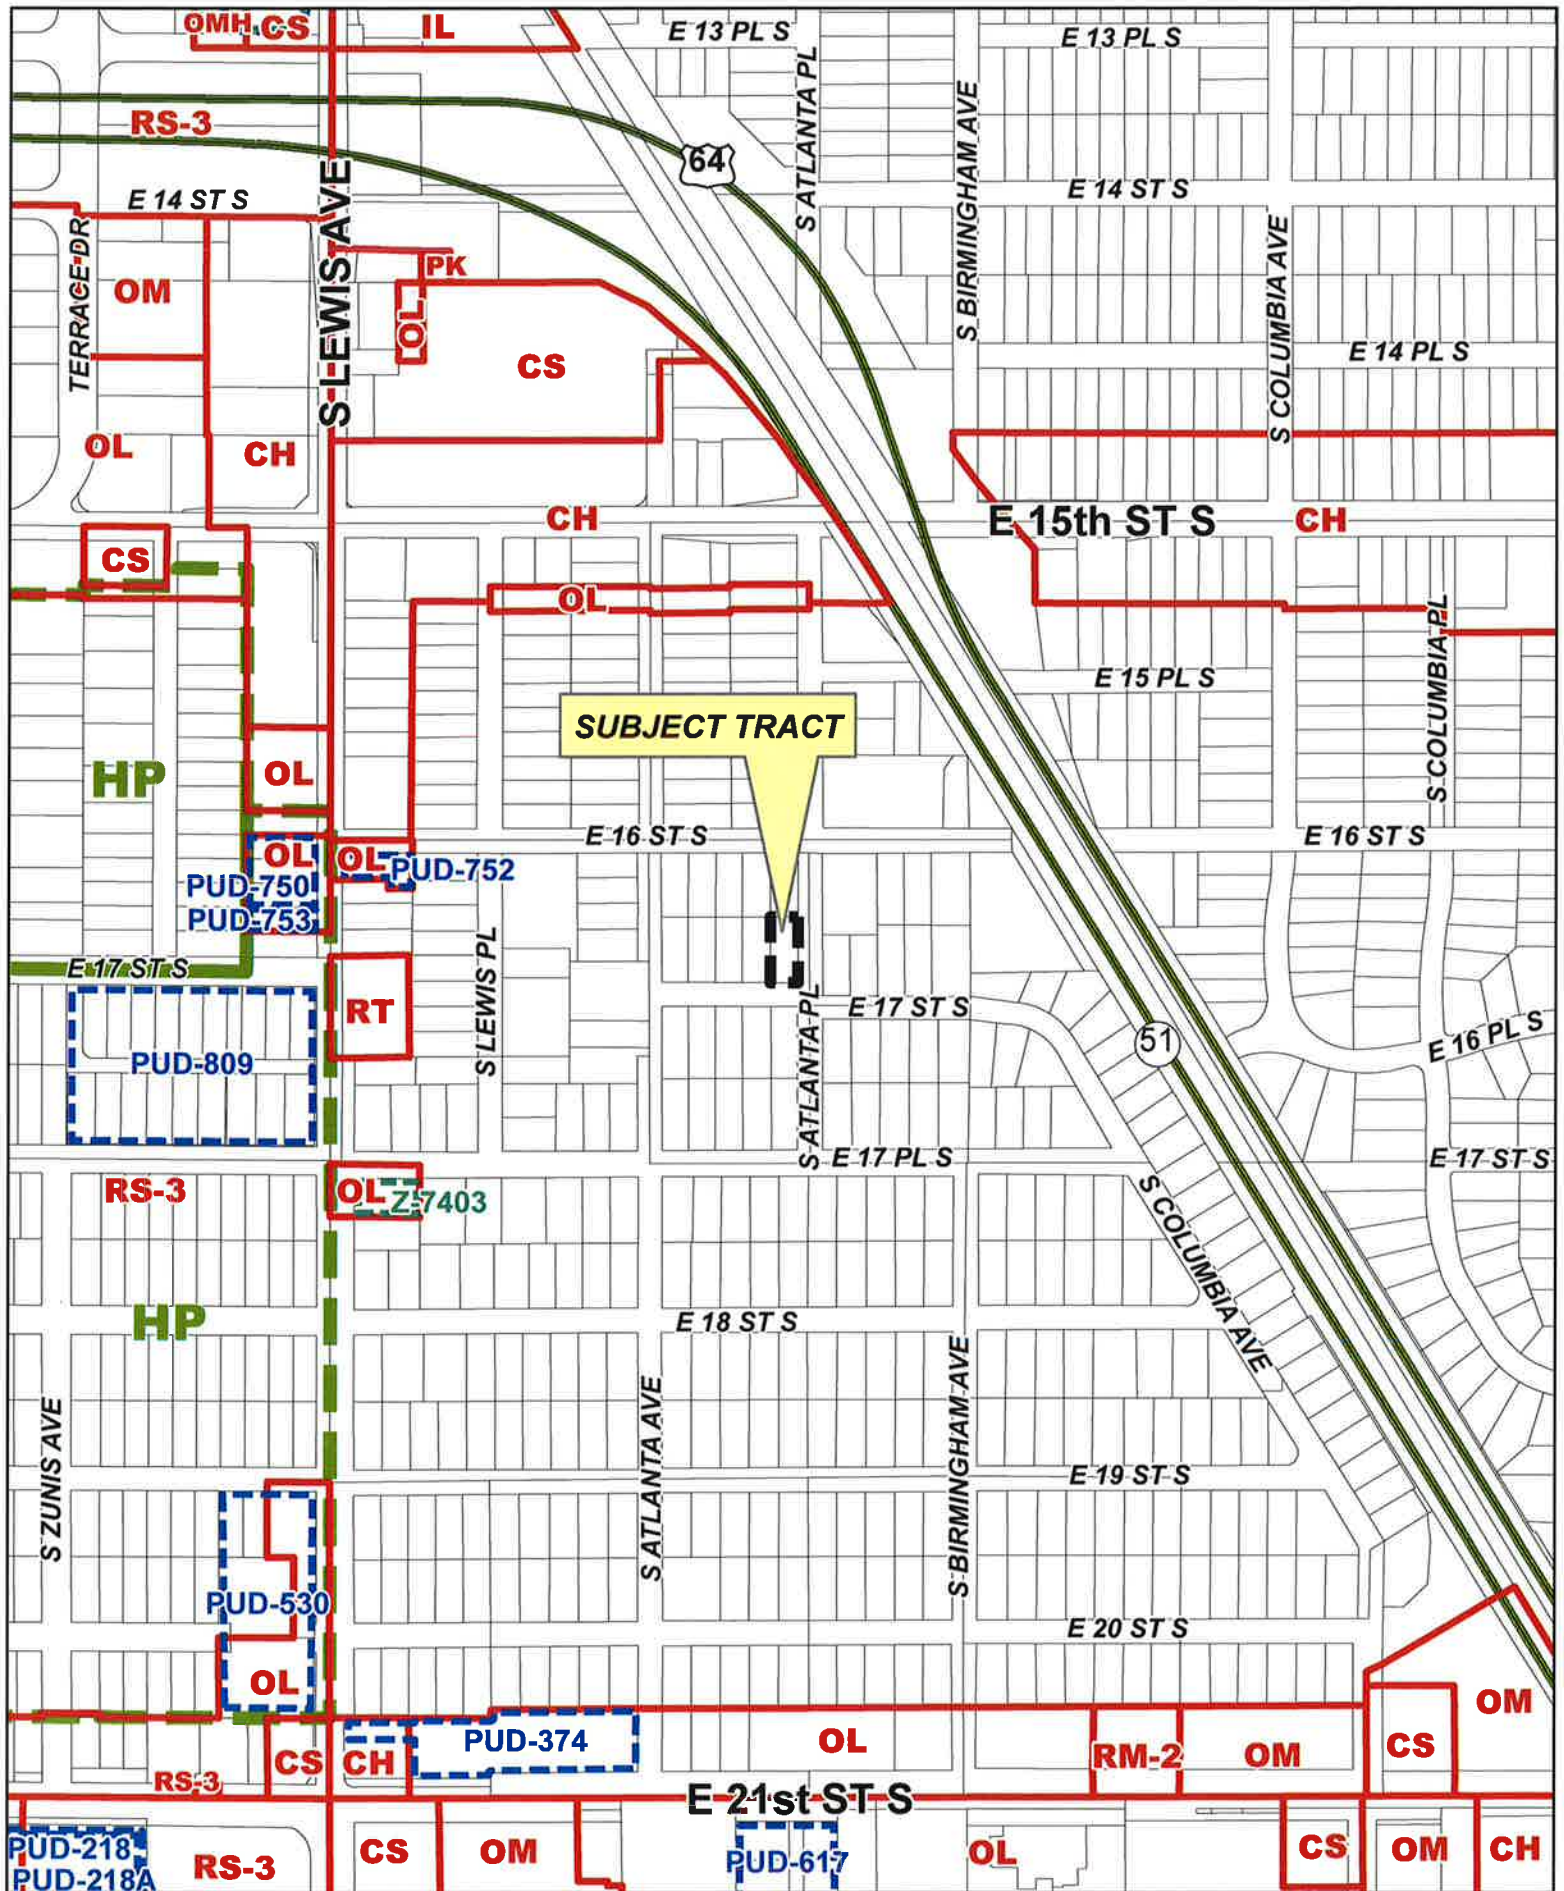 OMH CS
IL
E 13 PL S
E 13 PL S
S ATLANTA PL
RS-3
64
S BIRMINGHAM AVE
E 14 ST S
E 14 ST S
S LEWIS AVE
TERRACE DR
OM
PK
OL
CS
S COLUMBIA AVE
E 14 PL S
OL
CH
CH
E 15th ST S
CH
CS
OL
S COLUMBIA PL
E 15 PL S
SUBJECT TRACT
HP
OL
E 16 ST S
E 16 ST S
OL
OL
PUD-752
PUD-750
PUD-753
S LEWIS PL
E 17 ST S
RT
S ATLANTA PL
E 17 ST S
51
E 16 PL S
PUD-809
E 17 PL S
E 17 ST S
RS-3
OL
Z-7403
S COLUMBIA AVE
HP
E 18 ST S
S ZUNIS AVE
S ATLANTA AVE
S BIRMINGHAM AVE
E 19 ST S
PUD-530
E 20 ST S
OL
OM
PUD-374
OL
CS
CH
RM-2
OM
CS
RS-3
E 21st ST S
PUD-218
PUD-218A
RS-3
CS
OM
PUD-617
OL
CS
OM
CH